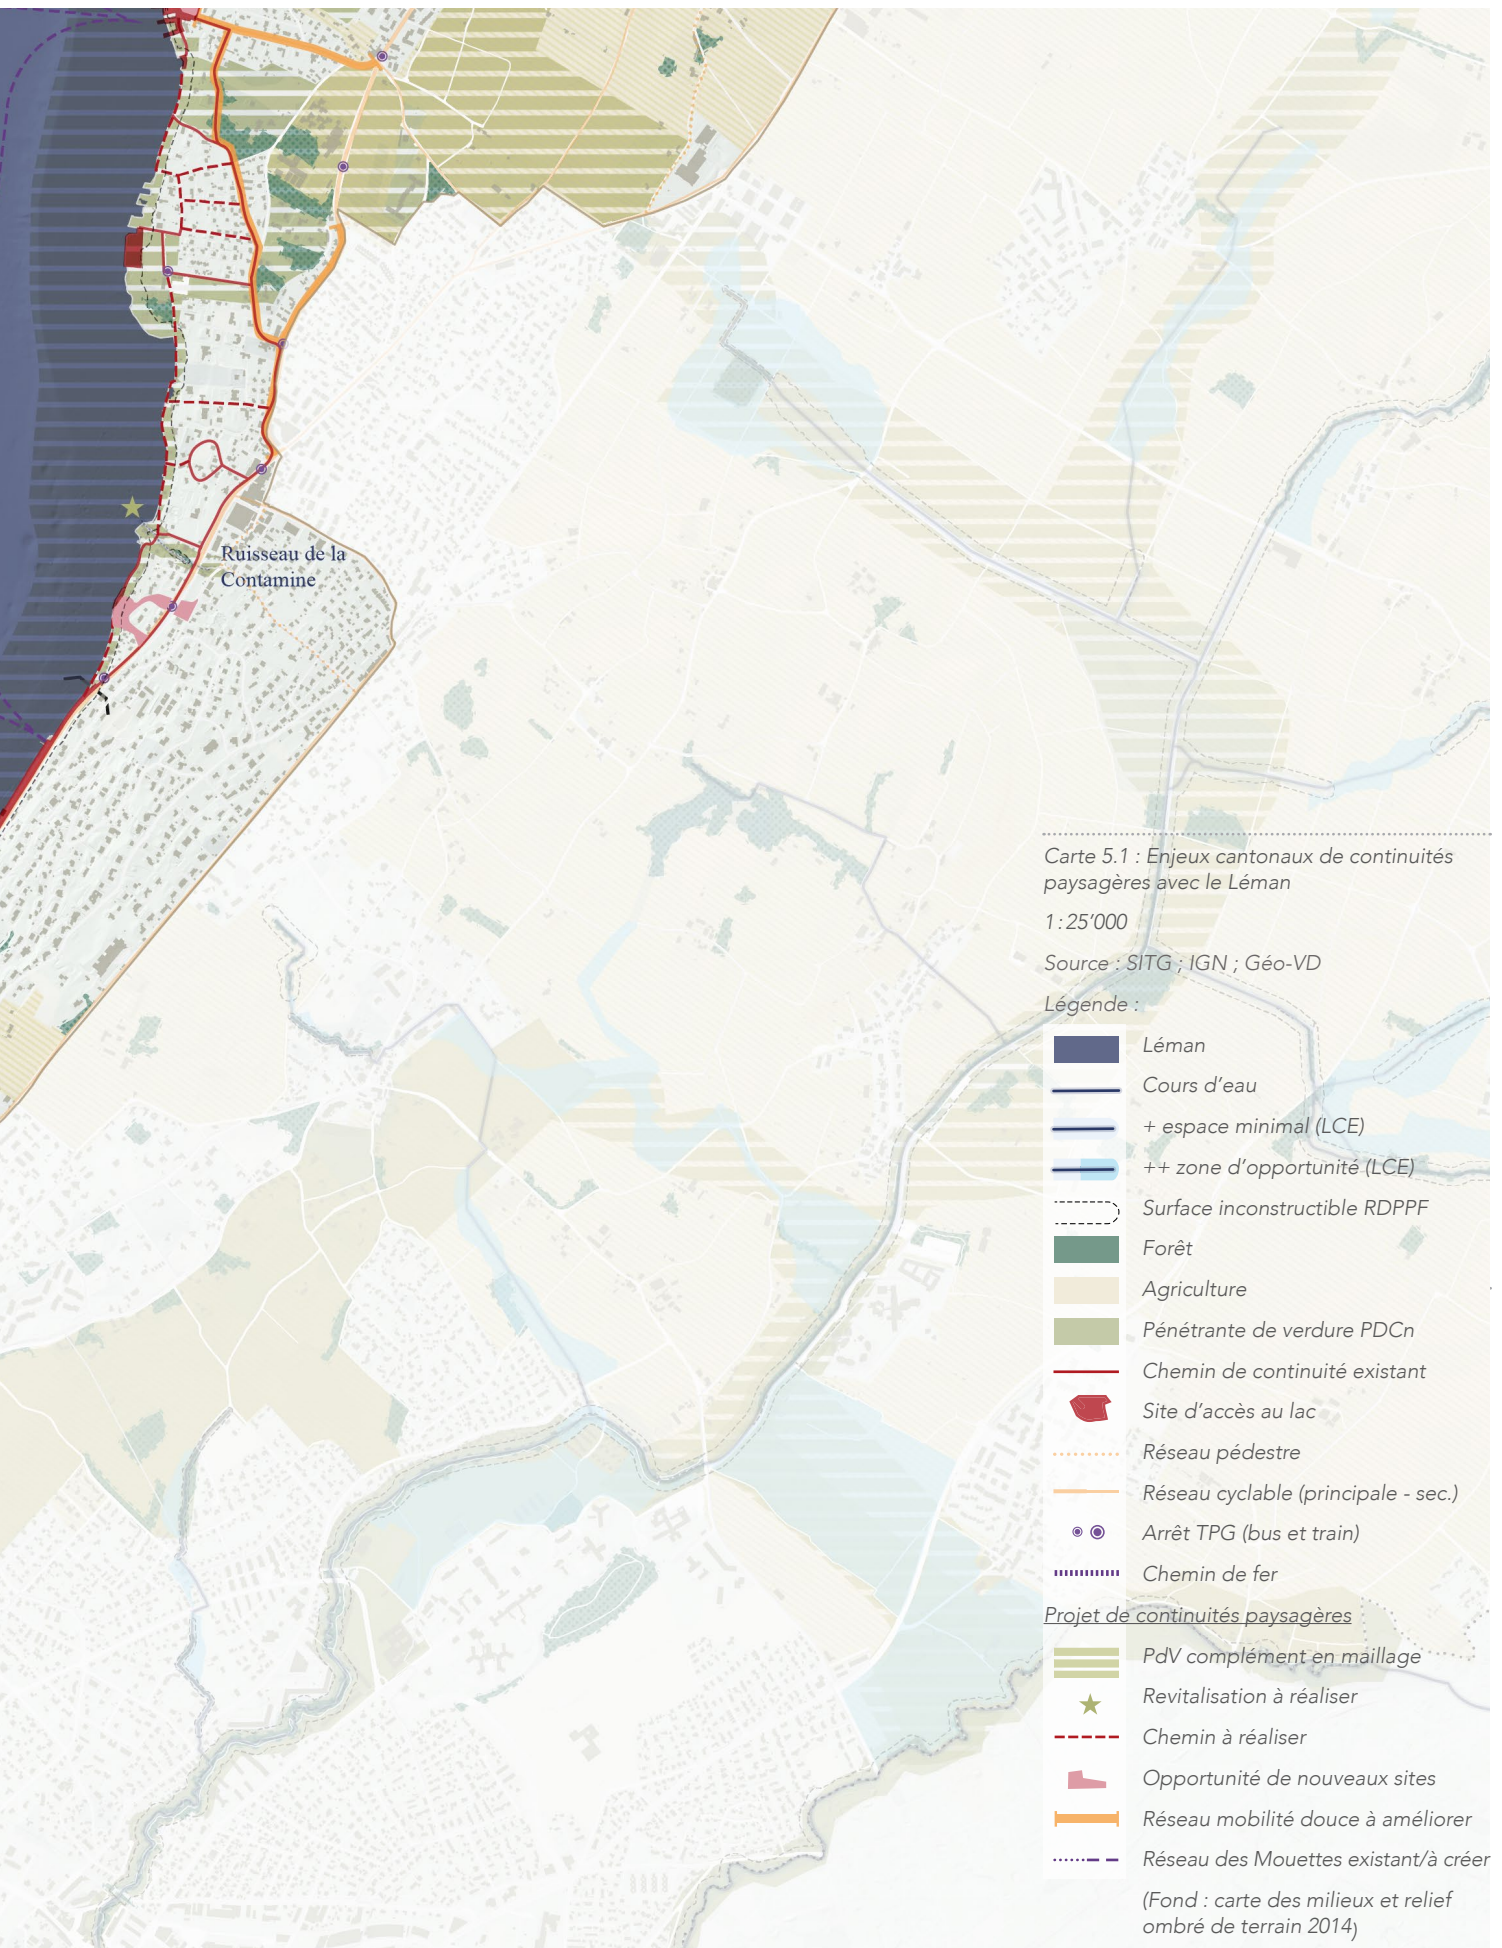 Ruisseau de la
Contamine
Carte 5.1 : Enjeux cantonaux de continuités
paysagères avec le Léman
1 : 25’000
Source : SITG ; IGN ; Géo-VD
Légende :
Léman
Cours d’eau
+ espace minimal (LCE)
++ zone d’opportunité (LCE)
Surface inconstructible RDPPF
Forêt
Agriculture
Pénétrante de verdure PDCn
Chemin de continuité existant
Site d’accès au lac
Réseau pédestre
Réseau cyclable (principale - sec.)
Arrêt TPG (bus et train)
Chemin de fer
Projet de continuités paysagères
PdV complément en maillage
Revitalisation à réaliser
Chemin à réaliser
Opportunité de nouveaux sites
Réseau mobilité douce à améliorer
Réseau des Mouettes existant/à créer
(Fond : carte des milieux et relief
ombré de terrain 2014)